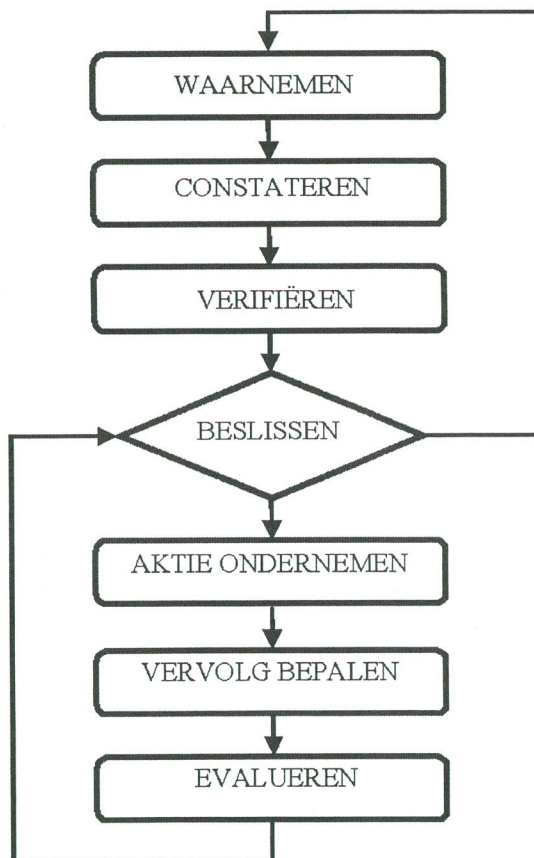 WAARNEMEN
CONSTATEREN
VERIFIËREN
BESLISSEN
AKTIE ONDERNEMEN
VERVOLG BEPALEN
EVALUEREN